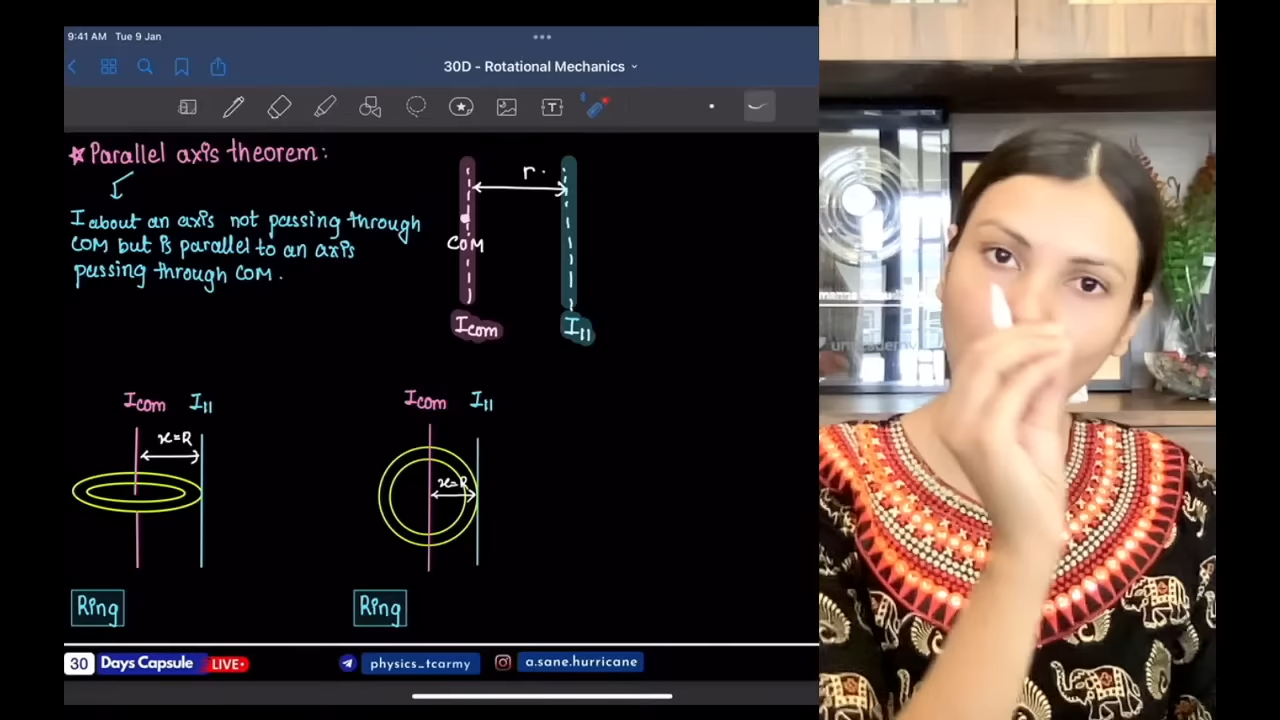 9:41 AM Tue 9 Jan
30D - Rotational Mechanics
T
★ Parallel axis theorem:
I about an axis not passing through
COM but is parallel to an axis
passing through COM.
r
COM
Icom
I||
Icom I||
x=R
Icom I||
x=R
Ring
Ring
30 Days Capsule LIVE
physics_tcarmy
a.sane.hurricane